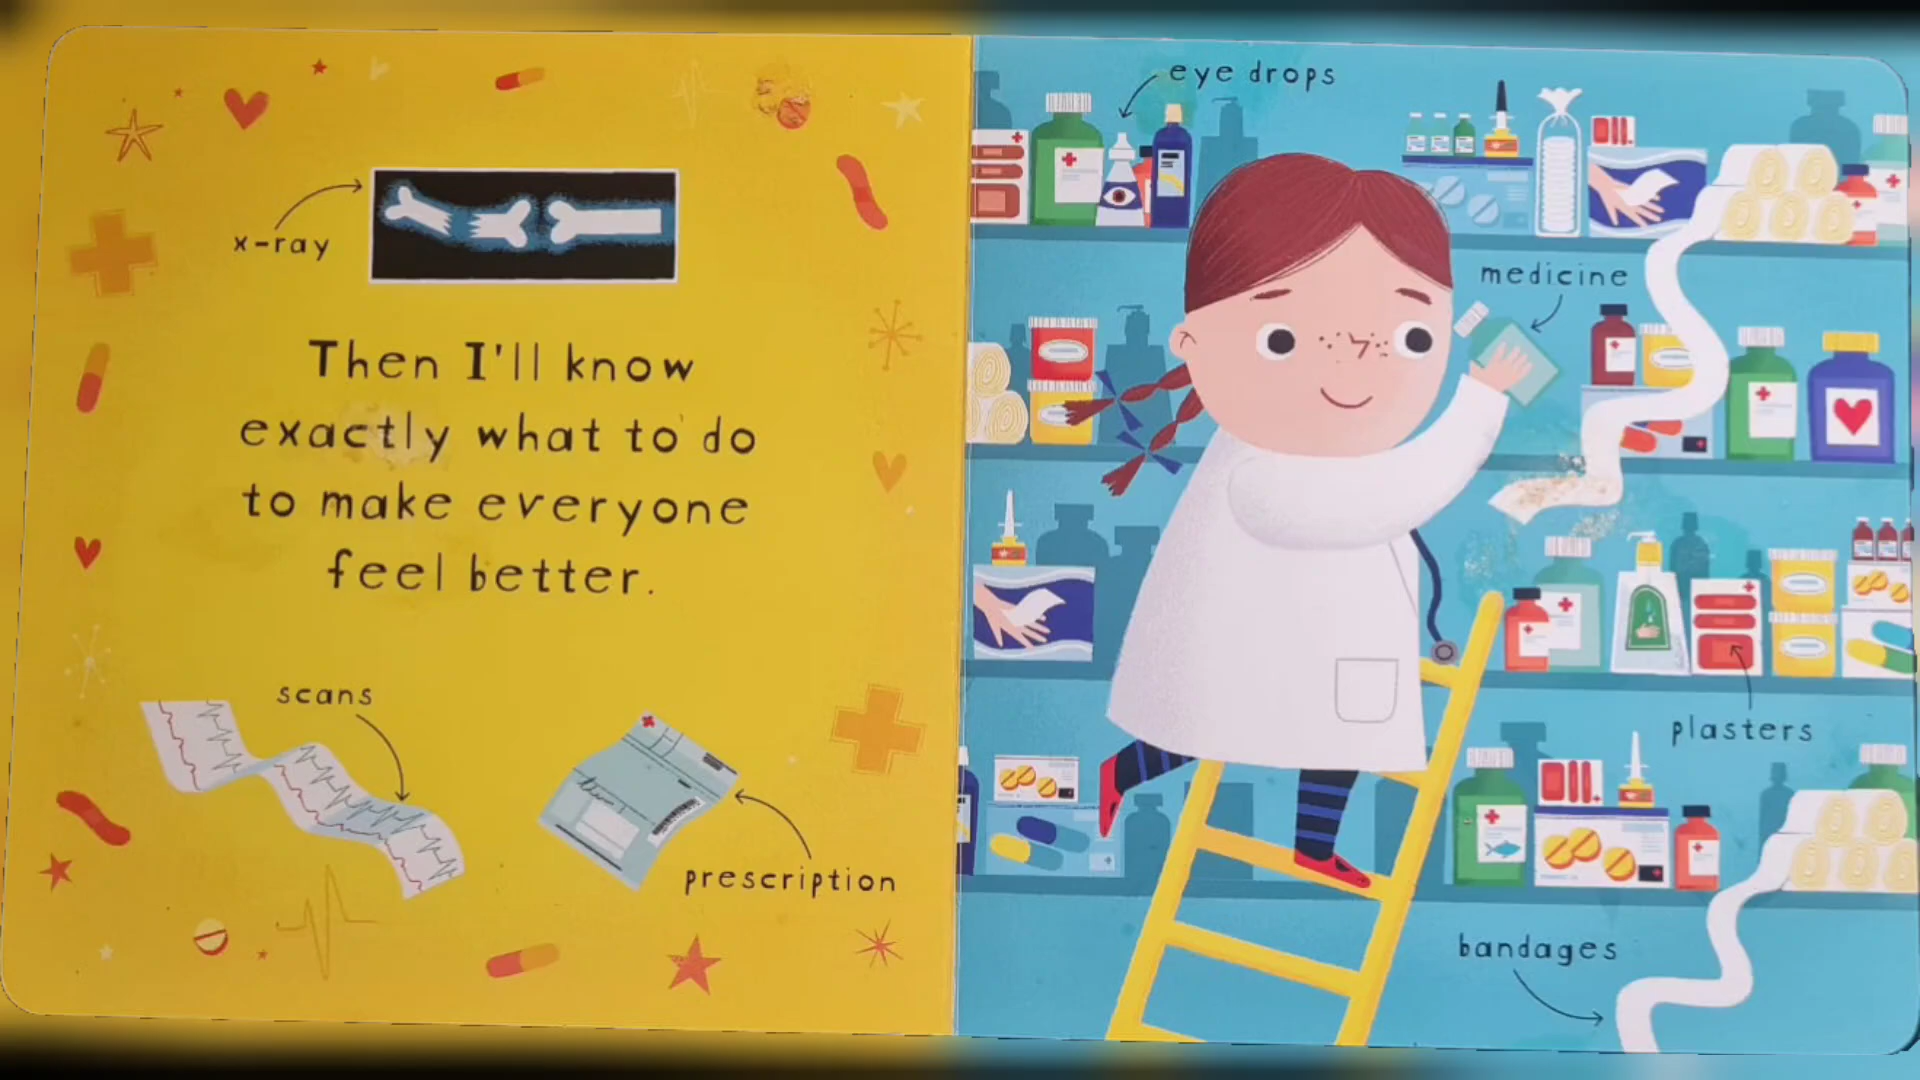 x-ray
Then I'll know
exactly what to do
to make everyone
feel better.
scans
prescription
eye drops
medicine
plasters
bandages